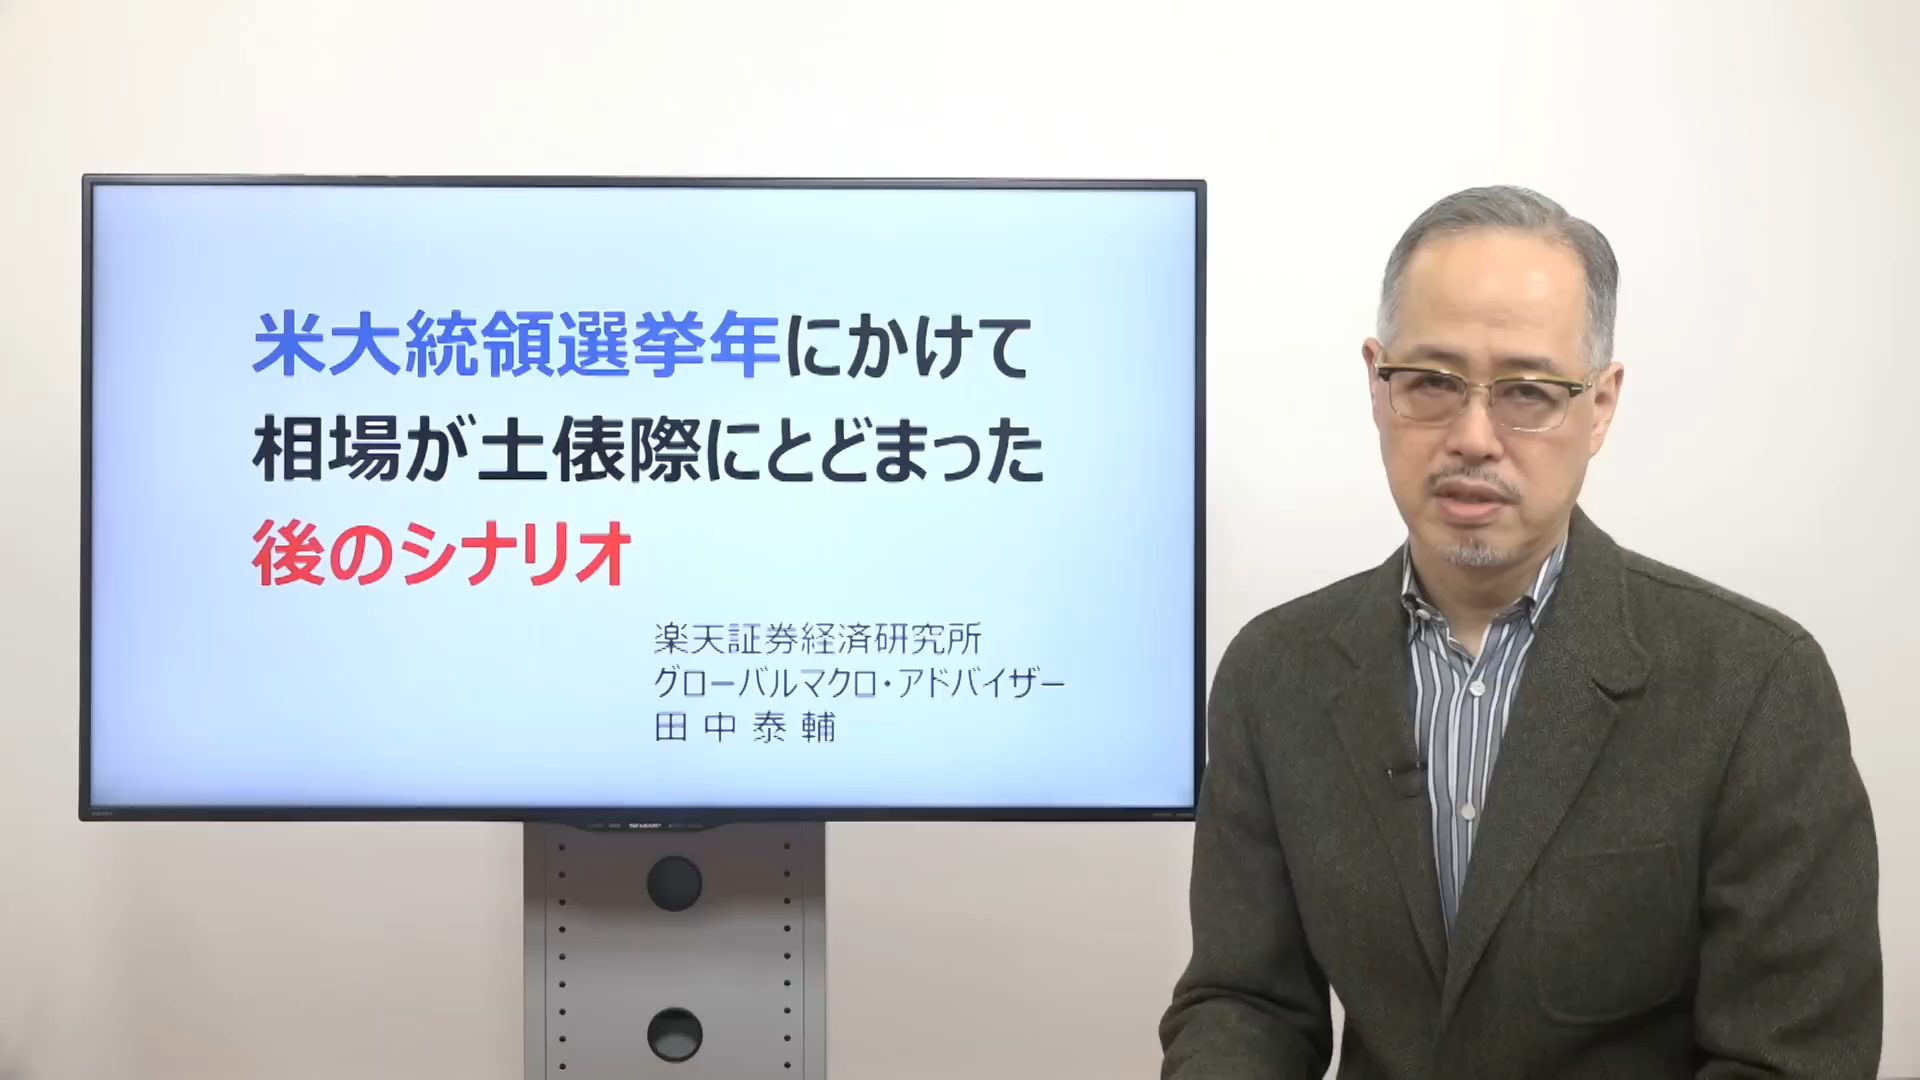 米大統領選挙年にかけて
相場が土俵際にとどまった
後のシナリオ
楽天証券経済研究所
グローバルマクロ・アドバイザー
田中泰輔